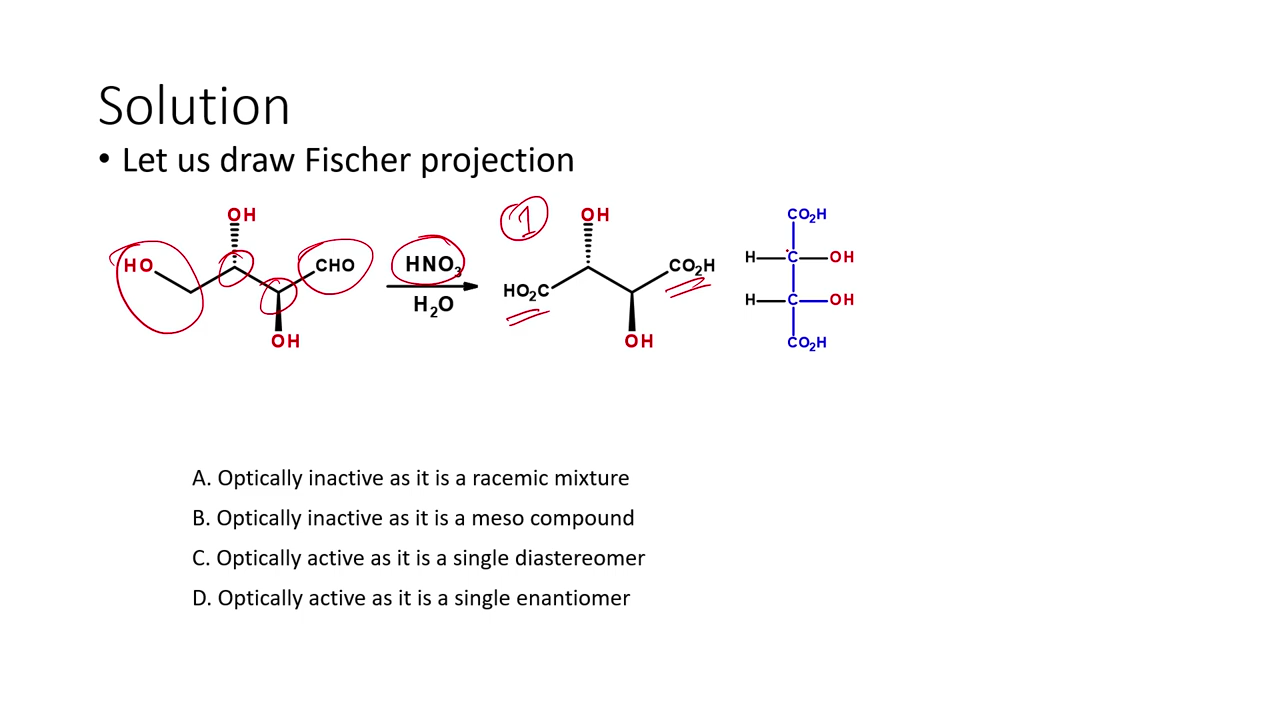 Solution
• Let us draw Fischer projection
OH
HO
CHO
OH
HNO3
H2O
1
OH
HO2C
CO2H
OH
CO2H
H C OH
H C OH
CO2H
A. Optically inactive as it is a racemic mixture
B. Optically inactive as it is a meso compound
C. Optically active as it is a single diastereomer
D. Optically active as it is a single enantiomer